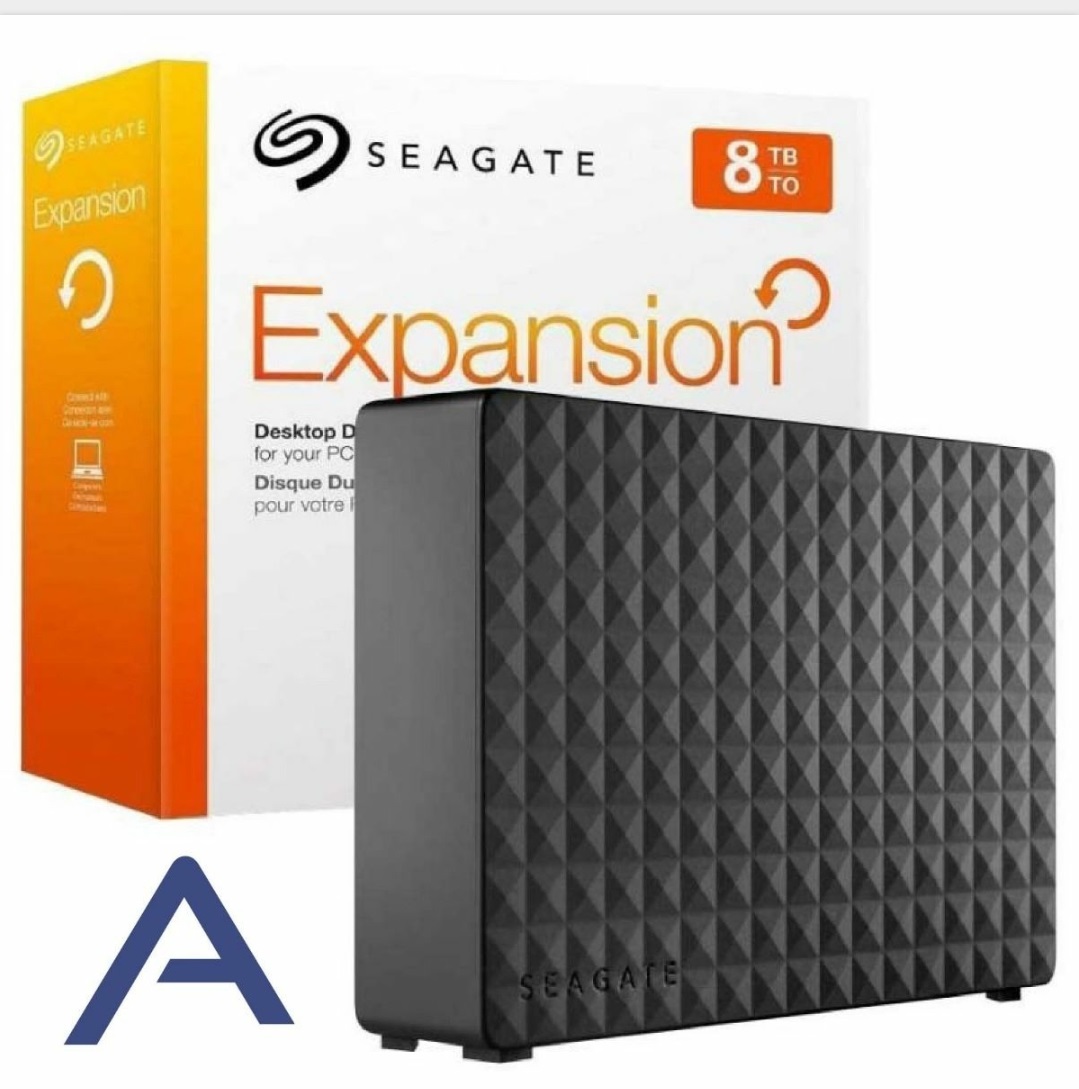 SEAGATE
Expansion
SEAGATE
8 TB
TO
Expansion
Desktop D
for your PC
Disque Du
pour votre
SEAGATE
A